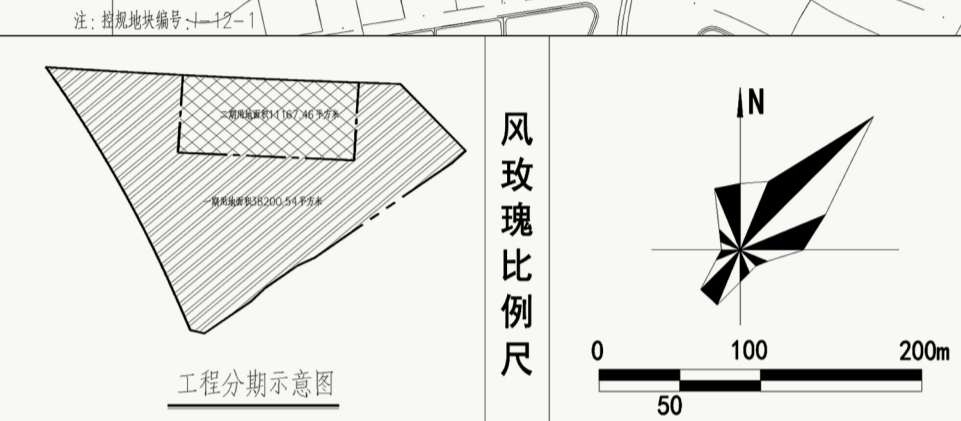 注：控规地块编号:I-12-1
二期用地面积11167.46平方米
一期用地面积38200.54平方米
工程分期示意图
风玫瑰比例尺
N
0 100 200m
50